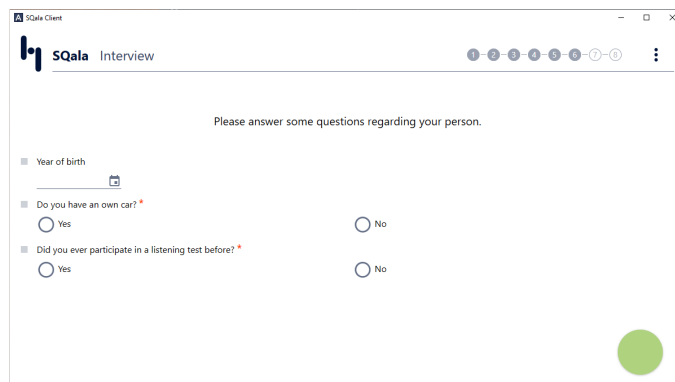 A SQala Client
SQala Interview
1 2 3 4 5 6 7 8
Please answer some questions regarding your person.
Year of birth
Do you have an own car? *
Yes No
Did you ever participate in a listening test before? *
Yes No